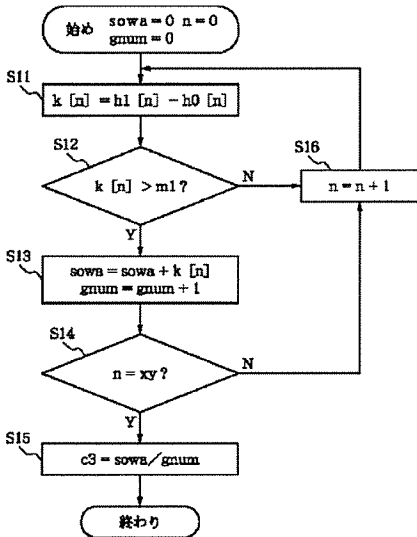 始め sowa=0 n=0
gnum=0
S11
k [n] =h1 [n] -h0 [n]
S12
k [n] >m1?
N
S16
n=n+1
Y
S13
sowa=sowa+k [n]
gnum=gnum+1
S14
n=xy?
N
Y
S15
c3=sowa/gnum
終わり